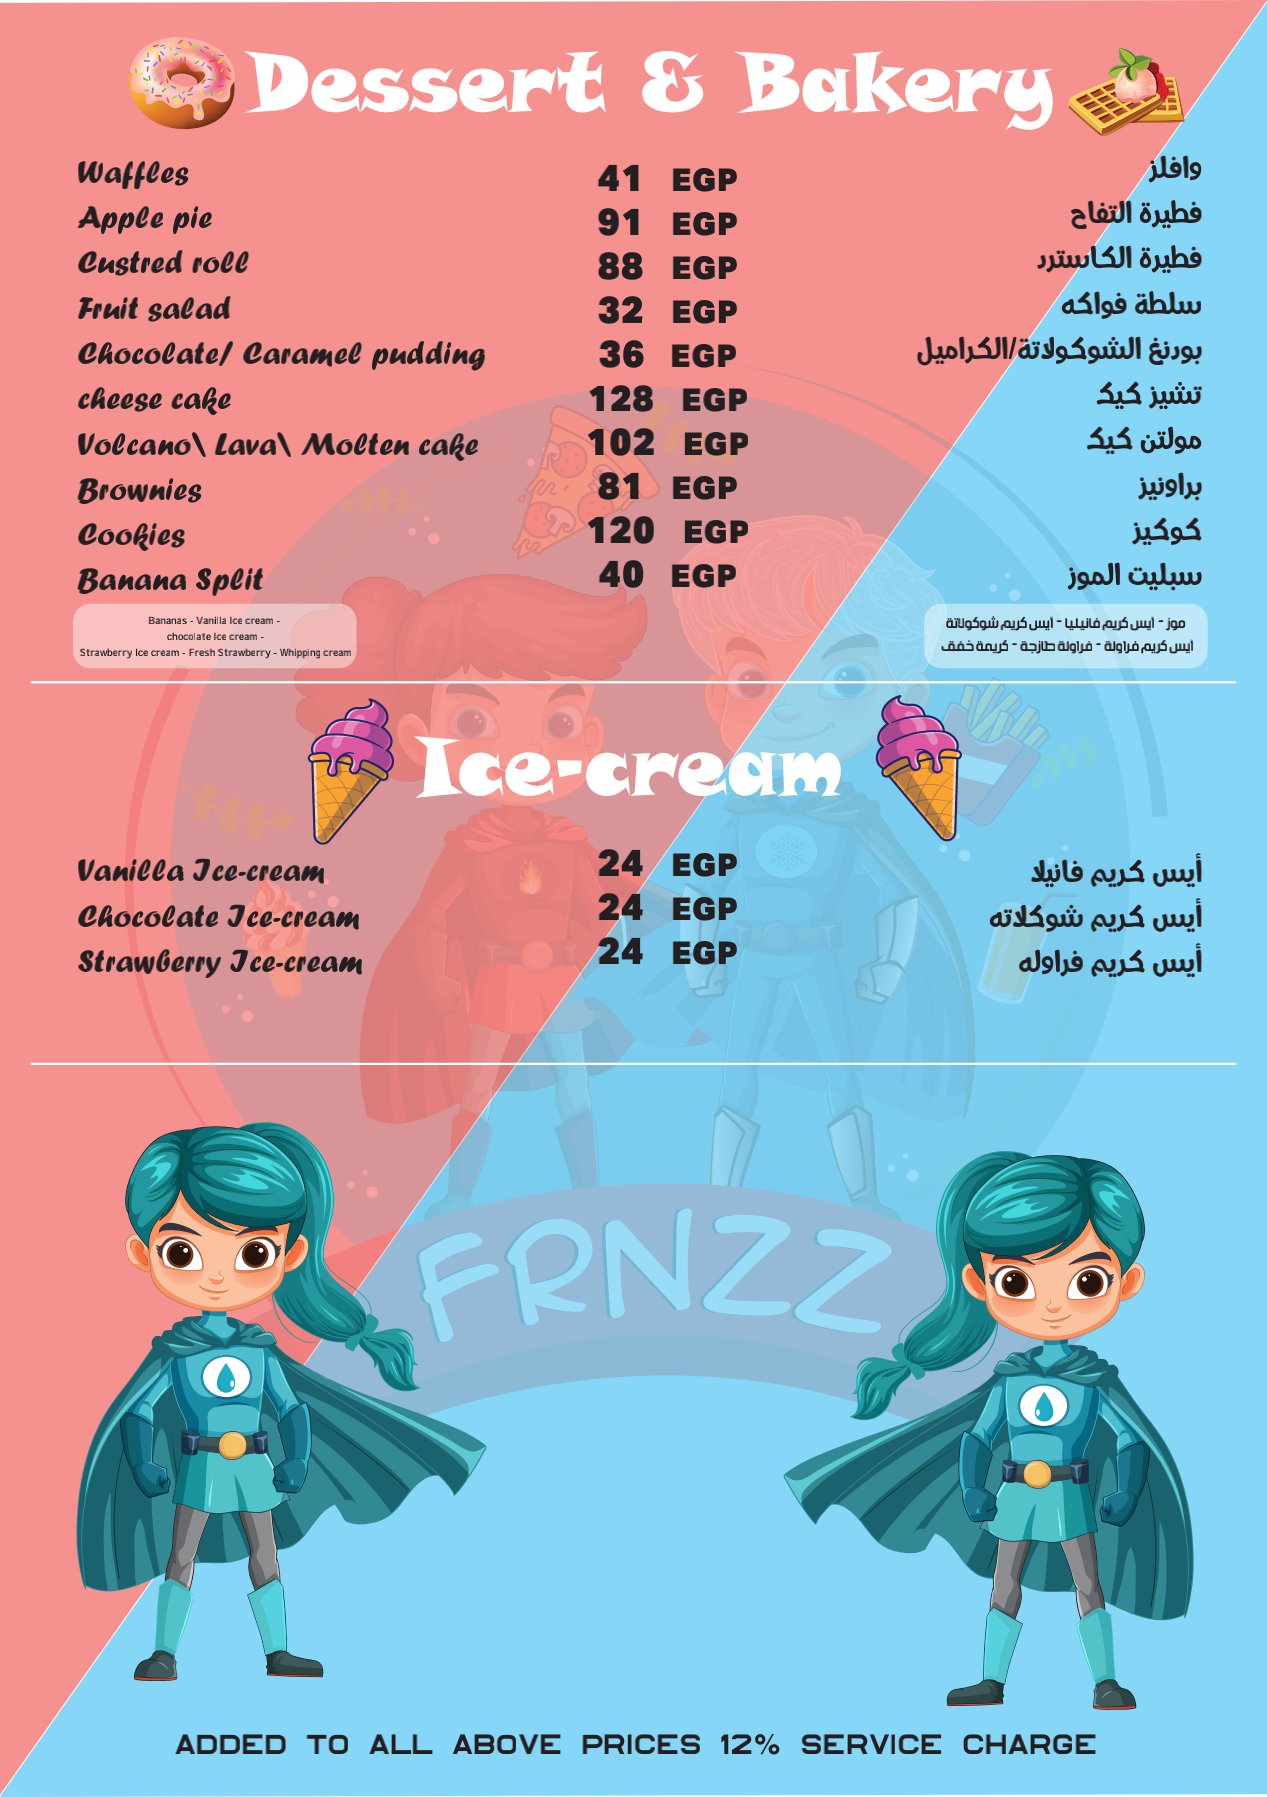 Dessert & Bakery
Waffles 41 EGP وافلز
Apple pie 91 EGP فطيرة التفاح
Custred roll 88 EGP فطيرة الكاسترد
Fruit salad 32 EGP سلطة فواكه
Chocolate/ Caramel pudding 36 EGP بودنغ الشوكولاتة/الكراميل
cheese cake 128 EGP تشيز كيك
Volcano\ Lava\ Molten cake 102 EGP مولتن كيك
Brownies 81 EGP براونيز
Cookies 120 EGP كوكيز
Banana Split 40 EGP سبليت الموز
Bananas - Vanilla Ice cream -
chocolate Ice cream -
Strawberry Ice cream - Fresh Strawberry - Whipping cream
موز - أيس كريم فانيليا - أيس كريم شوكولاتة
أيس كريم فراولة - فراولة طازجة - كريمة خفق
Ice-cream
Vanilla Ice-cream 24 EGP أيس كريم فانيلا
Chocolate Ice-cream 24 EGP أيس كريم شوكلاته
Strawberry Ice-cream 24 EGP أيس كريم فراوله
FRNZZ
ADDED TO ALL ABOVE PRICES 12% SERVICE CHARGE